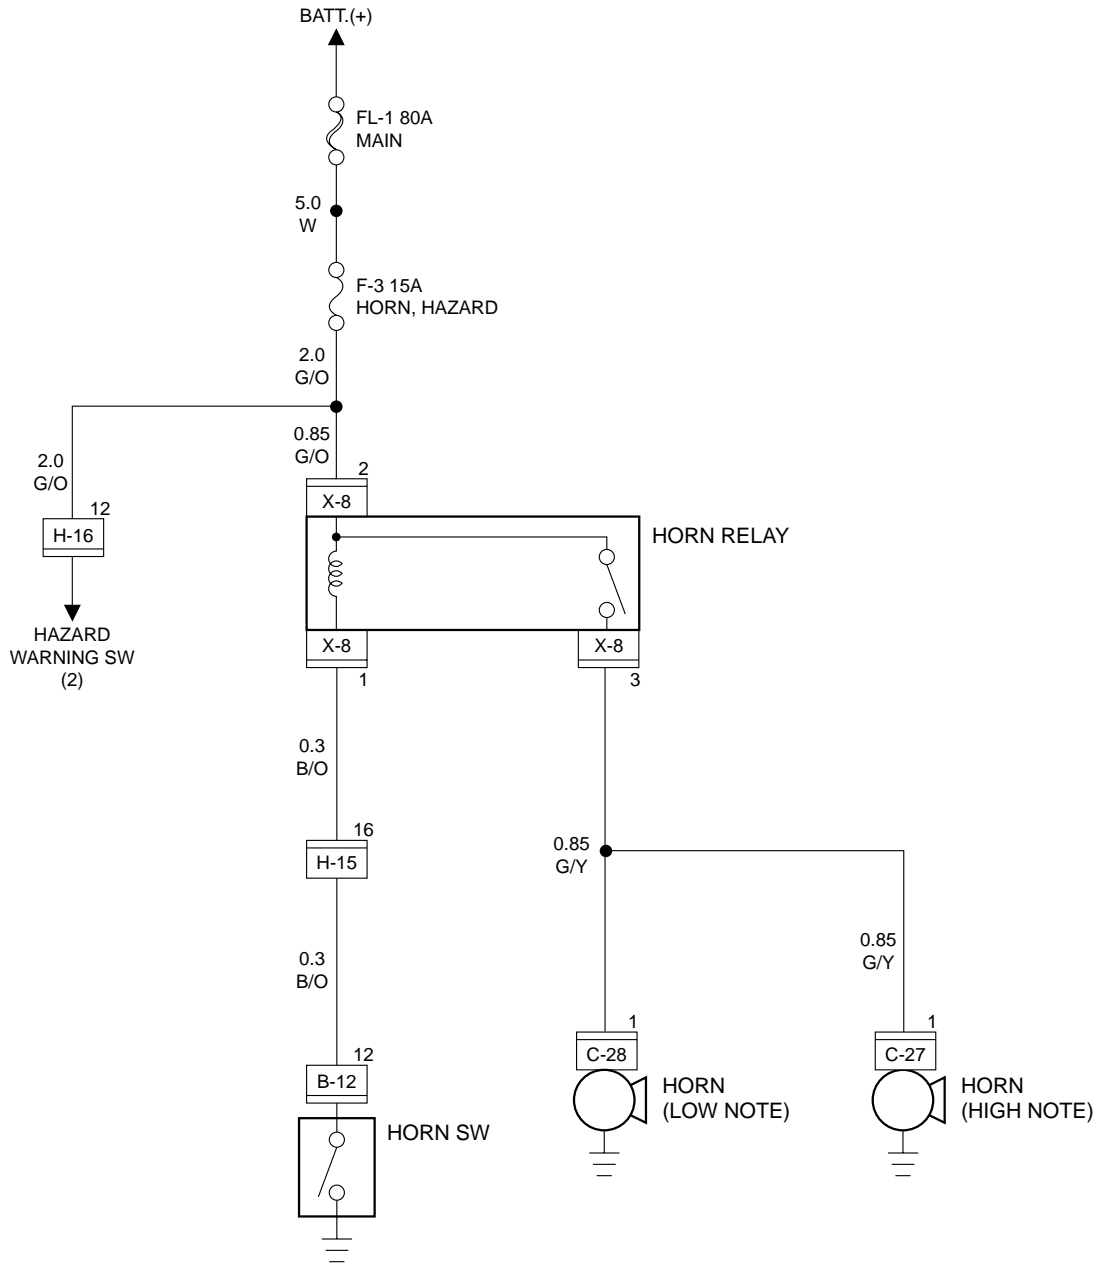 BATT.(+)
FL-1 80A
MAIN
5.0
W
F-3 15A
HORN, HAZARD
2.0
G/O
0.85
G/O
2.0
G/O
2
X-8
12
H-16
HORN RELAY
HAZARD
WARNING SW
(2)
X-8
1
X-8
3
0.3
B/O
16
H-15
0.85
G/Y
0.85
G/Y
0.3
B/O
12
B-12
HORN SW
1
C-28
HORN
(LOW NOTE)
1
C-27
HORN
(HIGH NOTE)